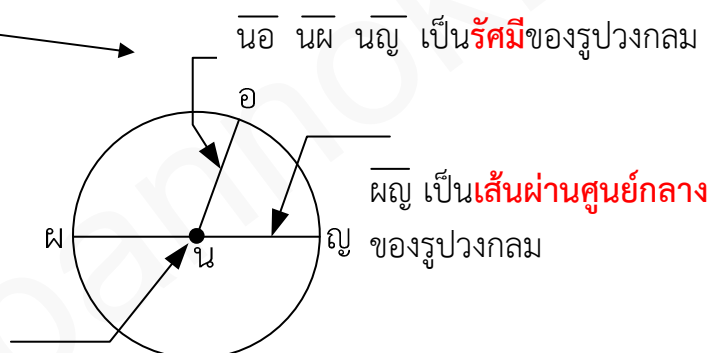 นอ นผ นญ เป็นรัศมีของรูปวงกลม
อ
ผญ เป็นเส้นผ่านศูนย์กลาง
ผ
น
ญ
ของรูปวงกลม